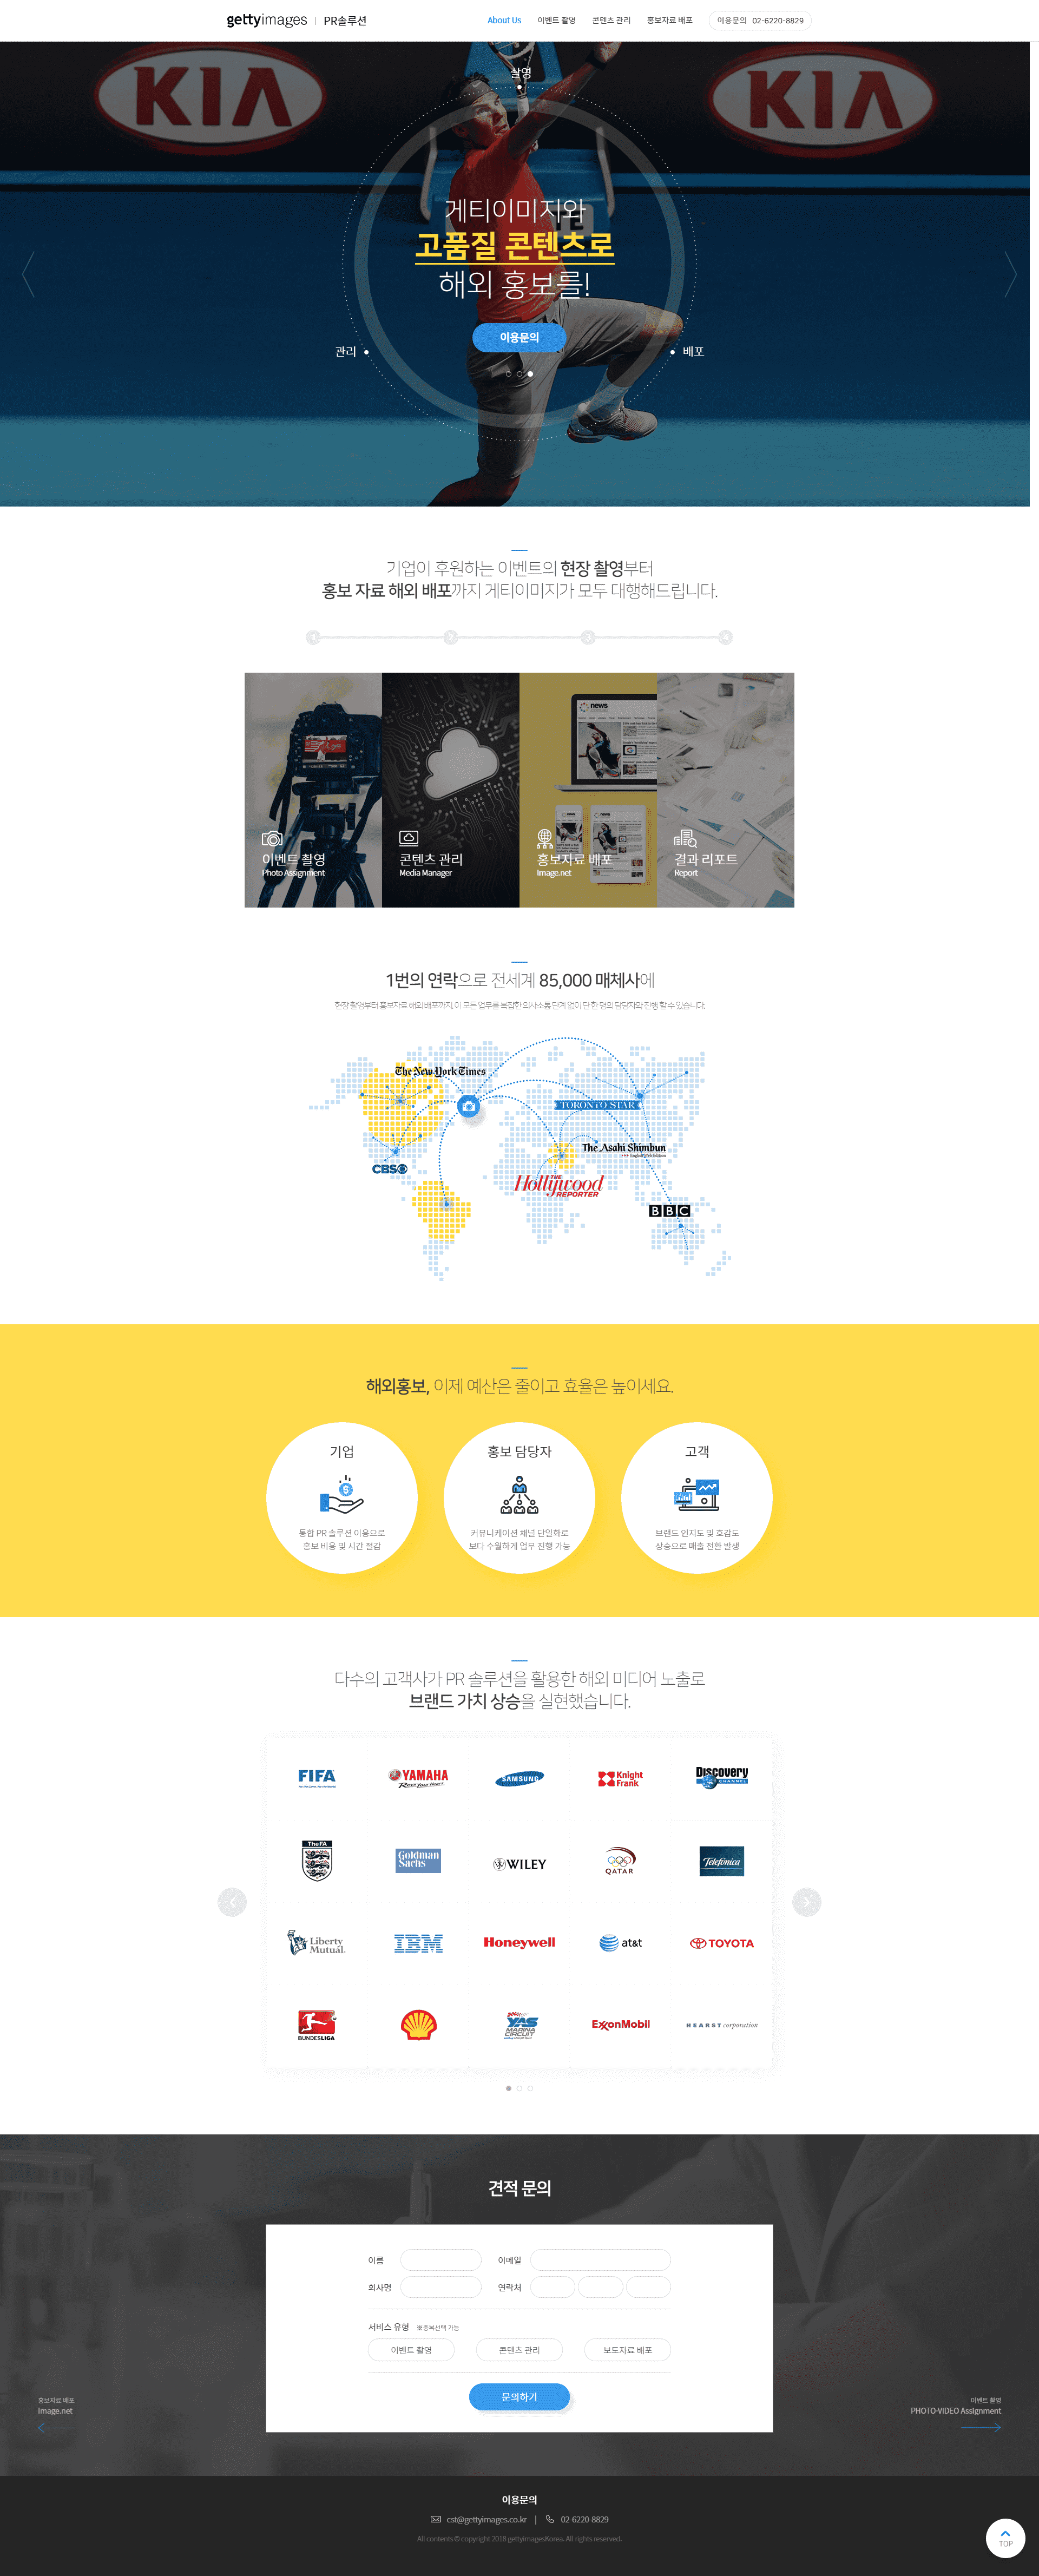 gettyimages | PR솔루션
About Us 이벤트 촬영 콘텐츠 관리 홍보자료 배포 이용문의 02-6220-8829
KIA KIA
촬영
게티이미지와
고품질 콘텐츠로
해외 홍보를!
이용문의
관리 배포
기업이 후원하는 이벤트의 현장 촬영부터
홍보 자료 해외 배포까지 게티이미지가 모두 대행해드립니다.
1 2 3 4
news
이벤트 촬영
Photo Assignment
콘텐츠 관리
Media Manager
홍보자료 배포
Image.net
결과 리포트
Report
1번의 연락으로 전세계 85,000 매체사에
현장 촬영부터 홍보자료 해외 배포까지. 이 모든 업무를 복잡한 의사소통 단계 없이 단 한 명의 담당자와 진행 할 수 있습니다.
The New York Times
TORONTO STAR
The Asahi Shimbun
CBS
THE
Hollywood
REPORTER
BBC
해외홍보, 이제 예산은 줄이고 효율은 높이세요.
기업
통합 PR 솔루션 이용으로
홍보 비용 및 시간 절감
홍보 담당자
커뮤니케이션 채널 단일화로
보다 수월하게 업무 진행 가능
고객
브랜드 인지도 및 호감도
상승으로 매출 전환 발생
다수의 고객사가 PR 솔루션을 활용한 해외 미디어 노출로
브랜드 가치 상승을 실현했습니다.
FIFA
YAMAHA
Revs Your Heart
SAMSUNG
Knight
Frank
Discovery
CHANNEL
The FA
Goldman
Sachs
WILEY
QATAR
Telefónica
Liberty
Mutual.
IBM
Honeywell
at&t
TOYOTA
BUNDESLIGA
YAS
MARINA
CIRCUIT
ExxonMobil
HEARST corporation
견적 문의
이름 이메일
회사명 연락처
서비스 유형 ※중복선택 가능
이벤트 촬영 콘텐츠 관리 보도자료 배포
문의하기
홍보자료 배포
Image.net
이벤트 촬영
PHOTO·VIDEO Assignment
이용문의
cst@gettyimages.co.kr | 02-6220-8829
All contents © copyright 2018 gettyimagesKorea. All rights reserved.
TOP